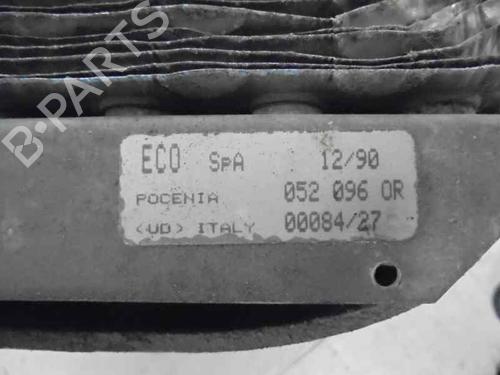 B-PARTS
ECO SpA 12/90
POCENIA 052 096 OR
<UD> ITALY 00084/27